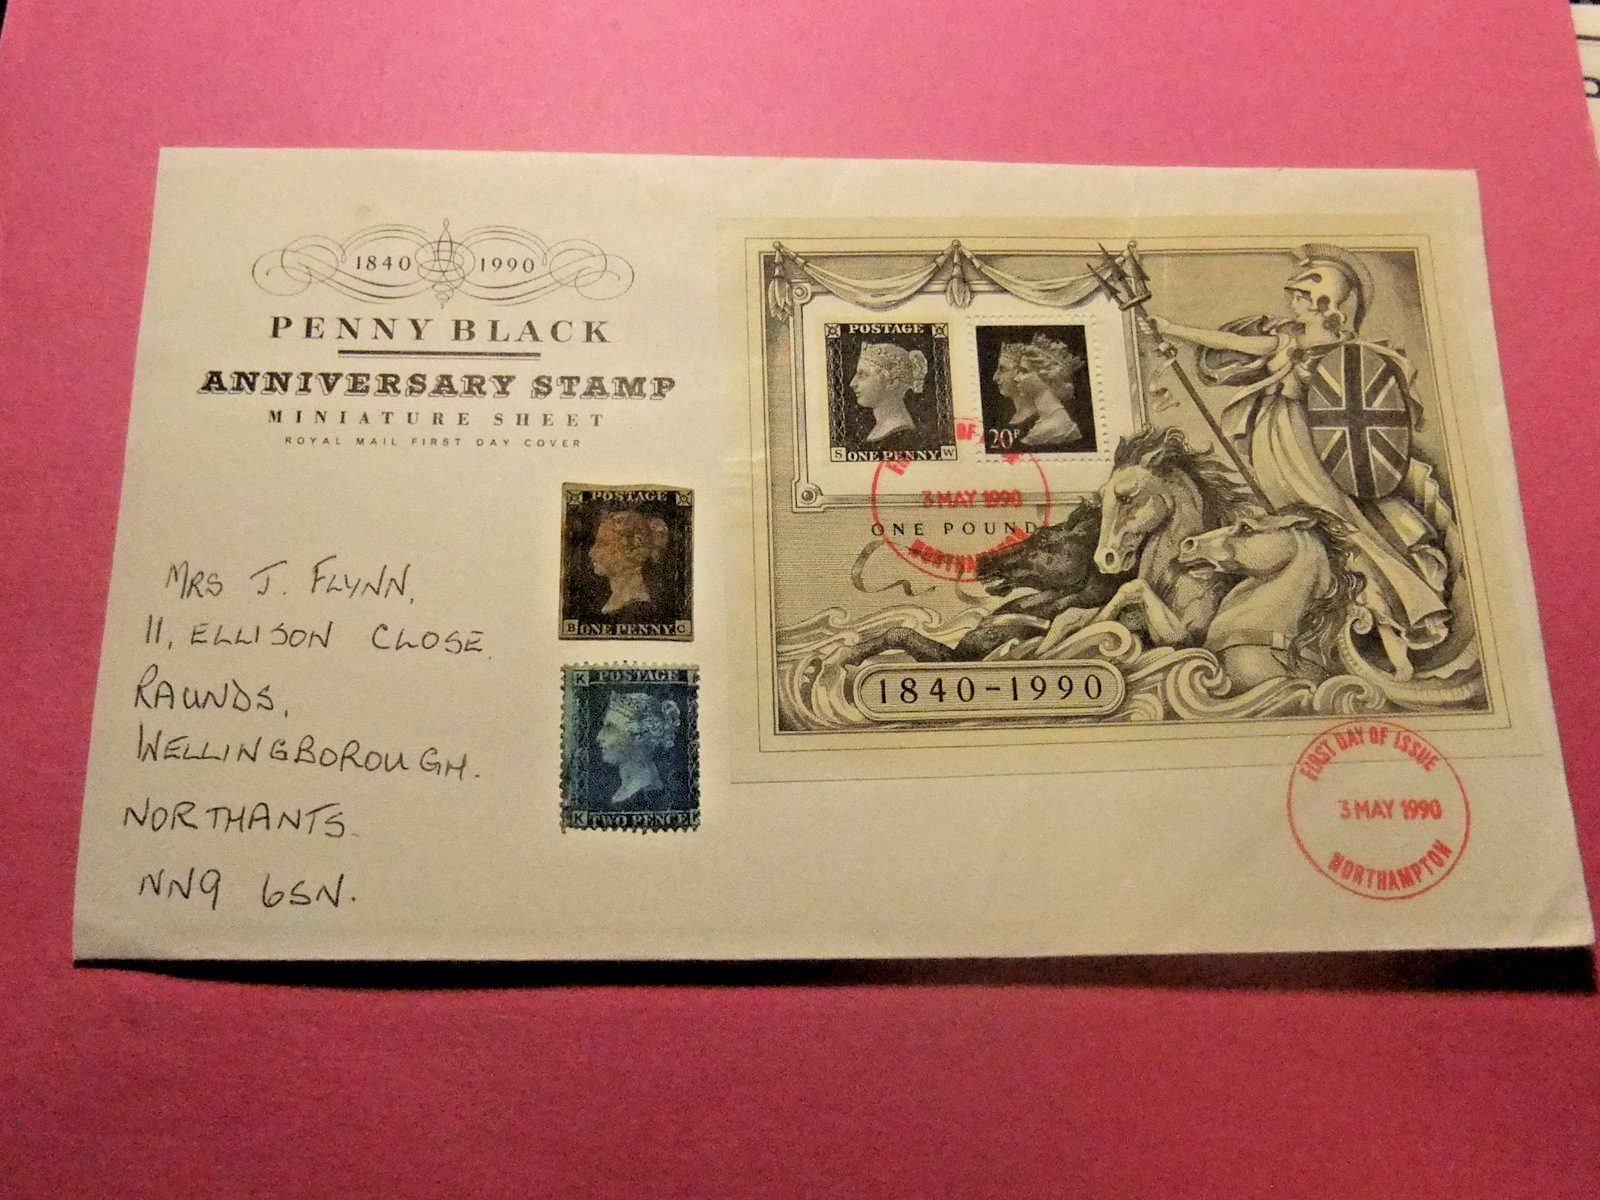 1840 1990
PENNY BLACK
ANNIVERSARY STAMP
MINIATURE SHEET
ROYAL MAIL FIRST DAY COVER
MRS J. FLYNN,
11, ELLISON CLOSE.
RAUNDS,
WELLINGBOROUGH.
NORTHANTS.
NN9 6SN.
POSTAGE
B ONE PENNY C
K POSTAGE
K TWO PENCE
POSTAGE
S ONE PENNY W
20P
OF
3 MAY 1990
NORTHAMPTON
ONE POUND
1840-1990
FIRST DAY OF ISSUE
3 MAY 1990
NORTHAMPTON